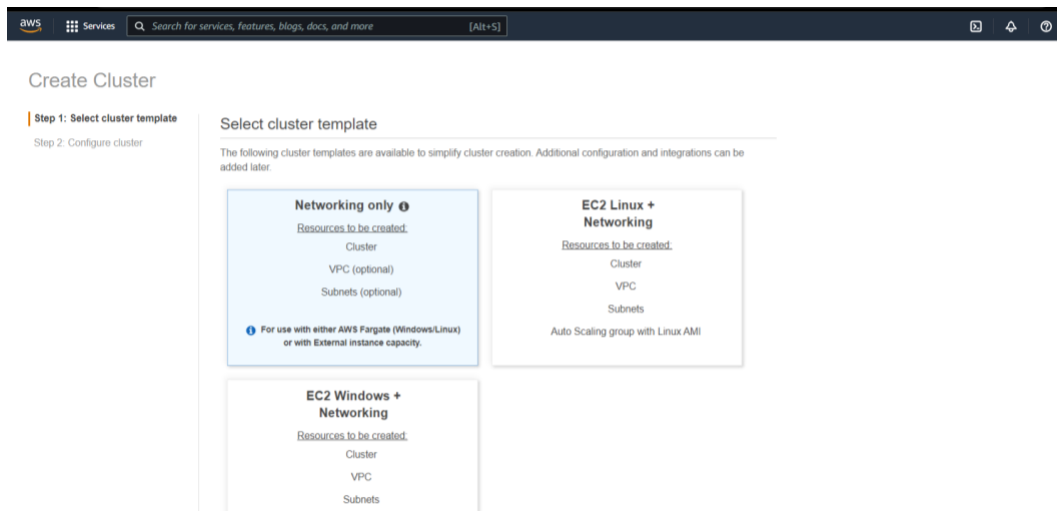 aws
Services
Search for services, features, blogs, docs, and more
[Alt+S]
Create Cluster
Step 1: Select cluster template
Step 2: Configure cluster
Select cluster template
The following cluster templates are available to simplify cluster creation. Additional configuration and integrations can be
added later.
Networking only
Resources to be created:
Cluster
VPC (optional)
Subnets (optional)
For use with either AWS Fargate (Windows/Linux)
or with External instance capacity.
EC2 Linux +
Networking
Resources to be created:
Cluster
VPC
Subnets
Auto Scaling group with Linux AMI
EC2 Windows +
Networking
Resources to be created:
Cluster
VPC
Subnets